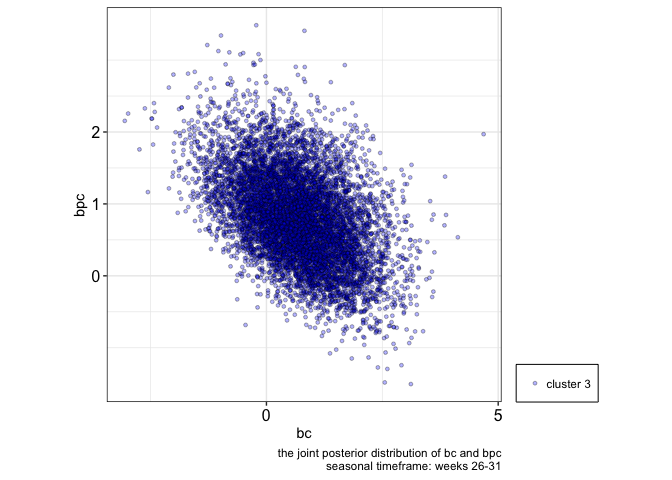 2
1
0
bpc
0
5
bc
cluster 3
the joint posterior distribution of bc and bpc
seasonal timeframe: weeks 26-31